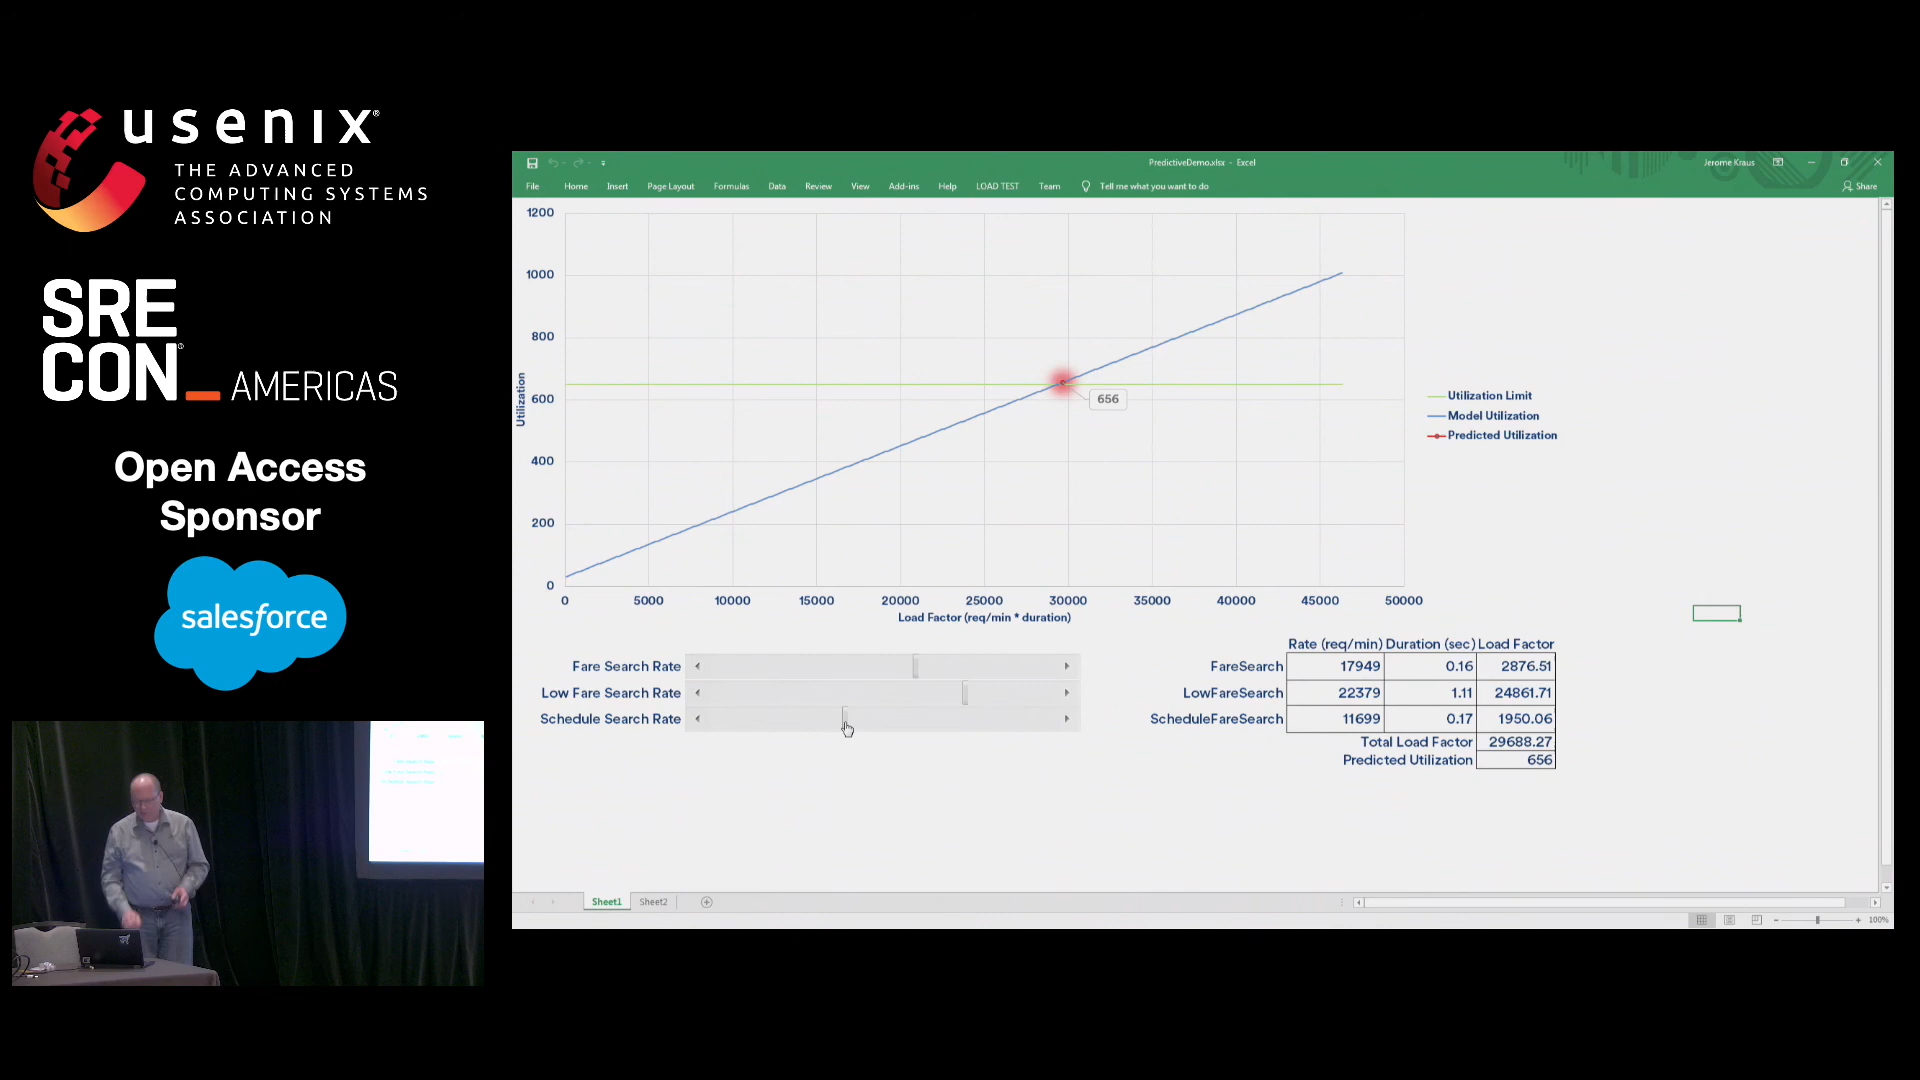 usenix®
THE ADVANCED
COMPUTING SYSTEMS
ASSOCIATION
SRE
CON®_AMERICAS
Open Access
Sponsor
salesforce
PredictiveDemo.xlsx - Excel
Jerome Kraus
File Home Insert Page Layout Formulas Data Review View Add-ins Help LOAD TEST Team Tell me what you want to do Share
1200
1000
800
600
400
200
0
Utilization
656
0 5000 10000 15000 20000 25000 30000 35000 40000 45000 50000
Load Factor (req/min * duration)
Utilization Limit
Model Utilization
Predicted Utilization
Fare Search Rate
Low Fare Search Rate
Schedule Search Rate
Rate (req/min) Duration (sec) Load Factor
FareSearch 17949 0.16 2876.51
LowFareSearch 22379 1.11 24861.71
ScheduleFareSearch 11699 0.17 1950.06
Total Load Factor 29688.27
Predicted Utilization 656
Sheet1 Sheet2
100%